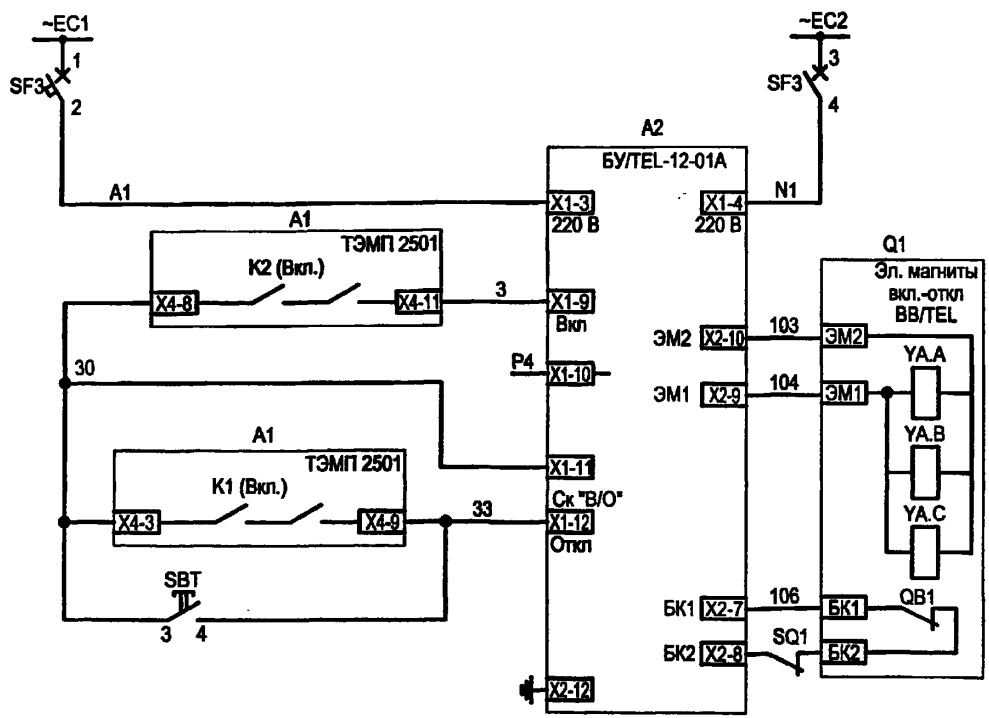 ~EC1
1
SF3
2
A1
~EC2
3
SF3
4
N1
A2
БУ/TEL-12-01A
X1-3
220 В
X1-4
220 В
A1
ТЭМП 2501
K2 (Вкл.)
X4-8
X4-11
3
X1-9
Вкл
P4
X1-10
30
X1-11
Ск "В/О"
A1
ТЭМП 2501
K1 (Вкл.)
X4-3
X4-9
33
X1-12
Откл
SBT
3
4
X2-12
ЭМ2
X2-10
103
ЭМ1
X2-9
104
БК1
X2-7
106
БК2
X2-8
SQ1
Q1
Эл. магниты
вкл.-откл
ВВ/TEL
ЭМ2
YA.A
ЭМ1
YA.B
YA.C
БК1
QB1
БК2